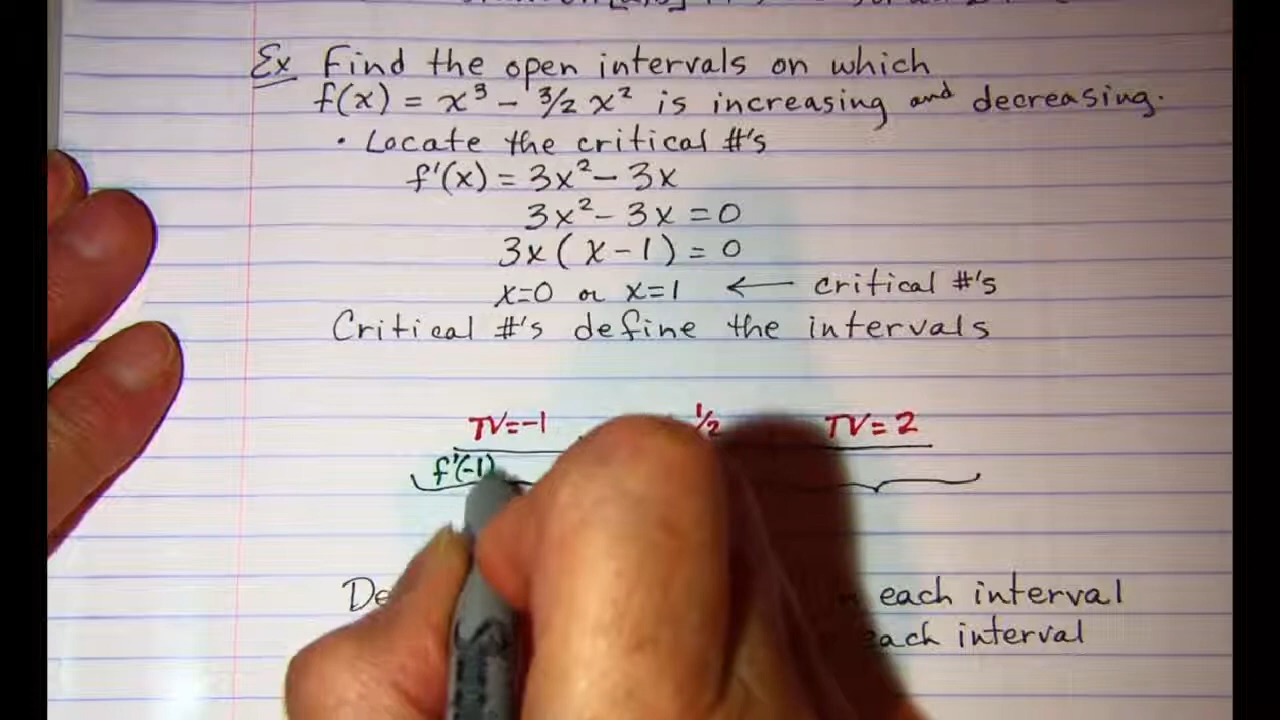 Ex Find the open intervals on which
f(x) = x³ - 3/2 x² is increasing and decreasing.
• Locate the critical #'s
f'(x) = 3x² - 3x
3x² - 3x = 0
3x(x-1) = 0
x=0 or x=1 ← critical #'s
Critical #'s define the intervals
TV=-1 1/2 TV=2
f'(-1)
each interval
each interval